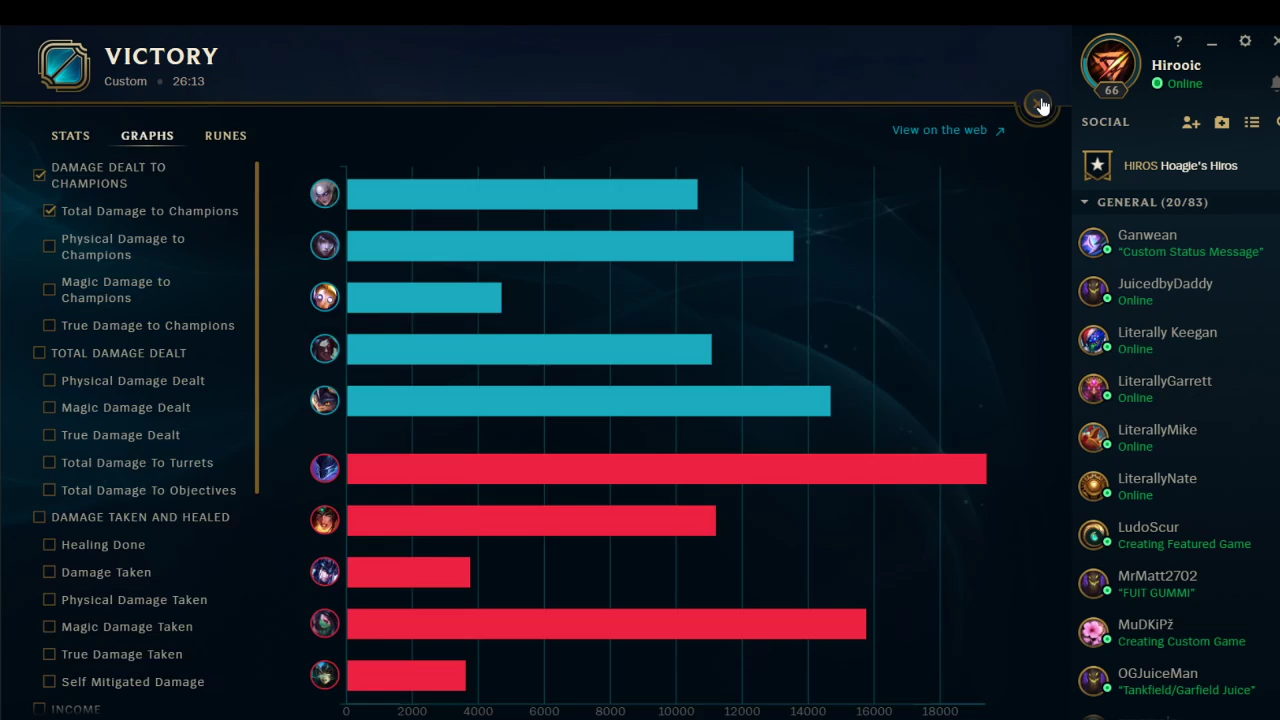 VICTORY
Custom • 26:13
STATS
GRAPHS
RUNES
View on the web
DAMAGE DEALT TO
CHAMPIONS
Total Damage to Champions
Physical Damage to
Champions
Magic Damage to
Champions
True Damage to Champions
TOTAL DAMAGE DEALT
Physical Damage Dealt
Magic Damage Dealt
True Damage Dealt
Total Damage To Turrets
Total Damage To Objectives
DAMAGE TAKEN AND HEALED
Healing Done
Damage Taken
Physical Damage Taken
Magic Damage Taken
True Damage Taken
Self Mitigated Damage
INCOME
0 2000 4000 6000 8000 10000 12000 14000 16000 18000
?
66
Hirooic
Online
SOCIAL
HIROS Hoagie's Hiros
GENERAL (20/83)
Ganwean
“Custom Status Message”
JuicedbyDaddy
Online
Literally Keegan
Online
LiterallyGarrett
Online
LiterallyMike
Online
LiterallyNate
Online
LudoScur
Creating Featured Game
MrMatt2702
“FUIT GUMMI”
MuDKiPž
Creating Custom Game
OGJuiceMan
“Tankfield/Garfield Juice”